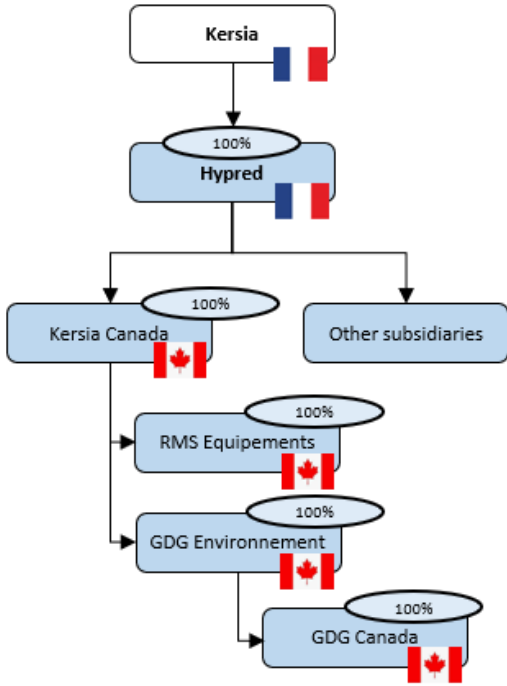 Kersia
100%
Hypred
100%
Kersia Canada
Other subsidiaries
100%
RMS Equipements
100%
GDG Environnement
100%
GDG Canada